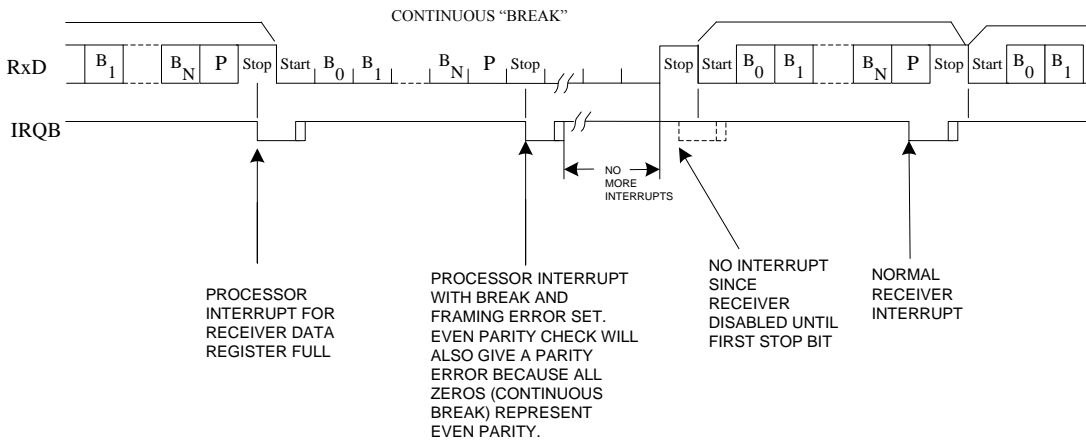 CONTINUOUS “BREAK”
RxD B1 BN P Stop Start B0 B1 BN P Stop Stop Start B0 B1 BN P Stop Start B0 B1
IRQB
NO
MORE
INTERRUPTS
PROCESSOR
INTERRUPT FOR
RECEIVER DATA
REGISTER FULL
PROCESSOR INTERRUPT
WITH BREAK AND
FRAMING ERROR SET.
EVEN PARITY CHECK WILL
ALSO GIVE A PARITY
ERROR BECAUSE ALL
ZEROS (CONTINUOUS
BREAK) REPRESENT
EVEN PARITY.
NO INTERRUPT
SINCE
RECEIVER
DISABLED UNTIL
FIRST STOP BIT
NORMAL
RECEIVER
INTERRUPT